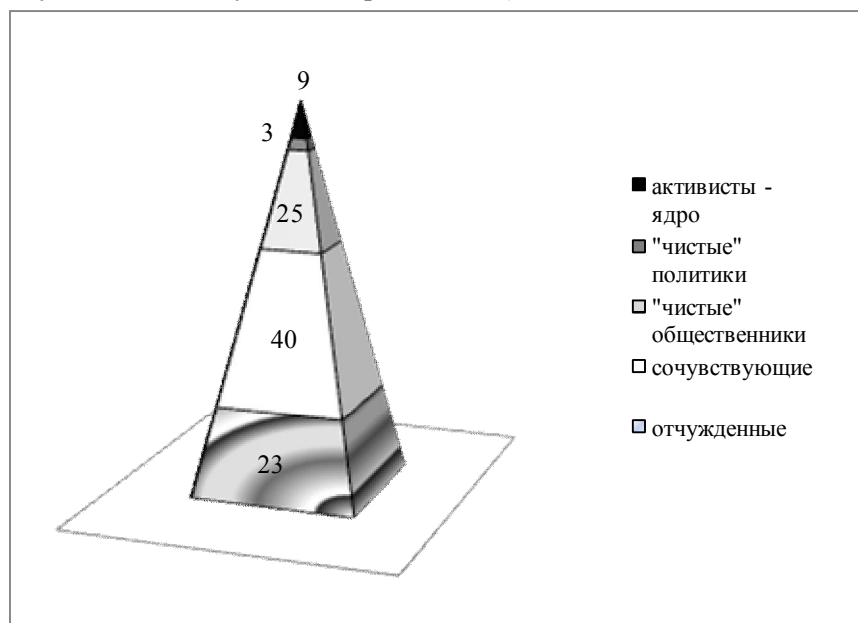 9
3
25
40
23
активисты -
ядро
"чистые"
политики
"чистые"
общественники
сочувствующие
отчужденные